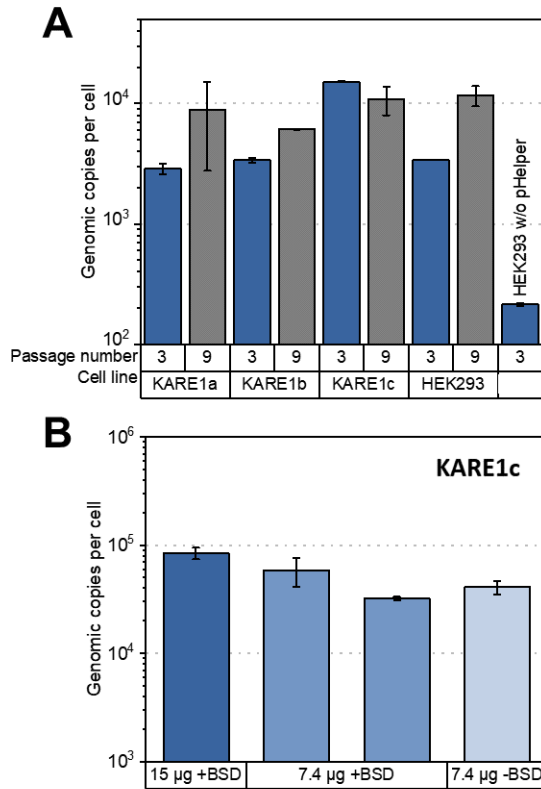 A
Genomic copies per cell
10⁴
10³
10²
HEK293 w/o pHelper
Passage number 3 9 3 9 3 9 3 9 3
Cell line KARE1a KARE1b KARE1c HEK293
B
KARE1c
Genomic copies per cell
10⁶
10⁵
10⁴
10³
15 µg +BSD 7.4 µg +BSD 7.4 µg -BSD